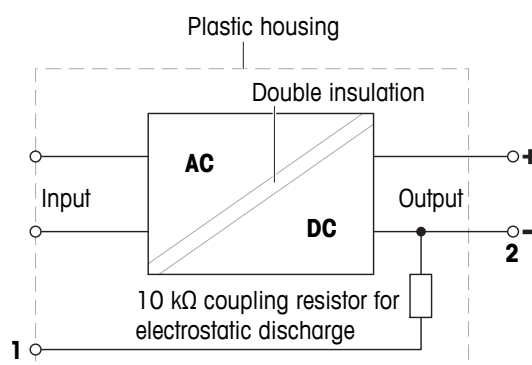 Plastic housing
Double insulation
AC
+
Input
Output
DC
−
2
10 kΩ coupling resistor for
electrostatic discharge
1